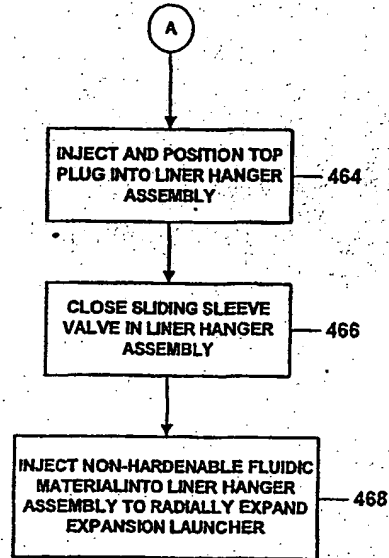 A
INJECT AND POSITION TOP
PLUG INTO LINER HANGER
ASSEMBLY
464
CLOSE SLIDING SLEEVE
VALVE IN LINER HANGER
ASSEMBLY
466
INJECT NON-HARDENABLE FLUIDIC
MATERIALINTO LINER HANGER
ASSEMBLY TO RADIALLY EXPAND
EXPANSION LAUNCHER
468